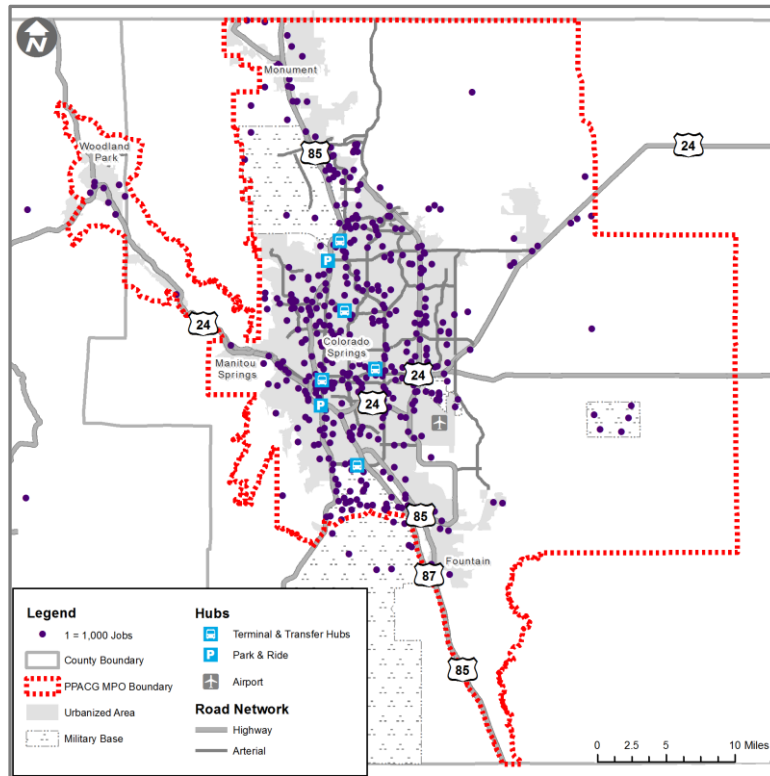 N
Monument
85
24
Woodland
Park
24
Colorado
Springs
Manitou
Springs
24
24
85
Fountain
87
85
Legend
1 = 1,000 Jobs
County Boundary
PPACG MPO Boundary
Urbanized Area
Military Base
Hubs
Terminal & Transfer Hubs
P Park & Ride
Airport
Road Network
Highway
Arterial
P
P
0 2.5 5 10 Miles